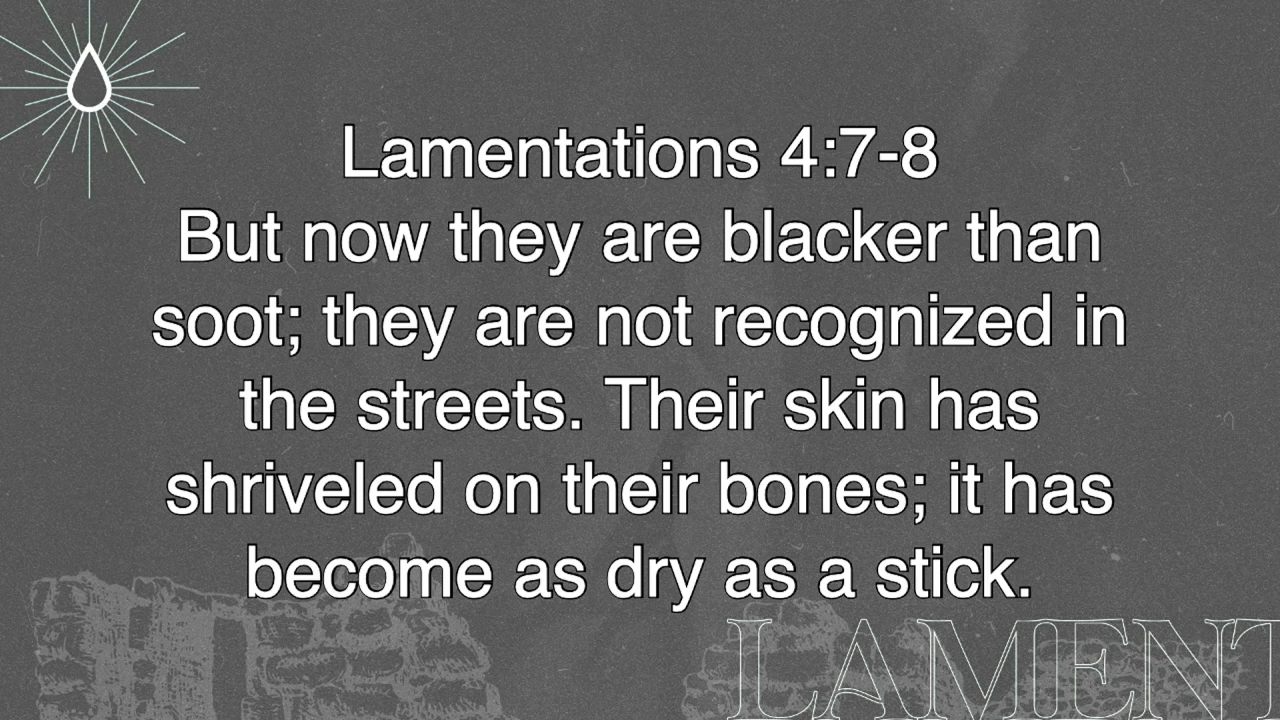 Lamentations 4:7-8
But now they are blacker than
soot; they are not recognized in
the streets. Their skin has
shriveled on their bones; it has
become as dry as a stick.
LAMENT